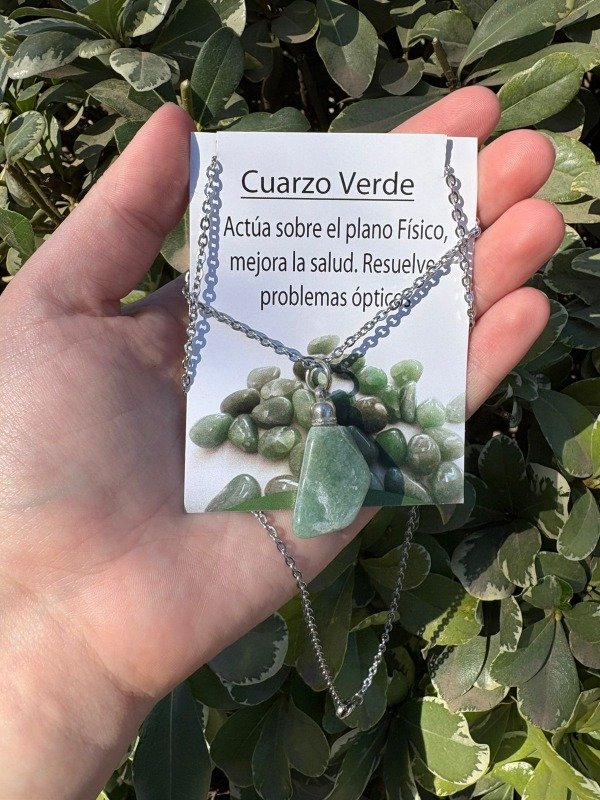 Cuarzo Verde
Actúa sobre el plano Físico,
mejora la salud. Resuelve
problemas ópticos